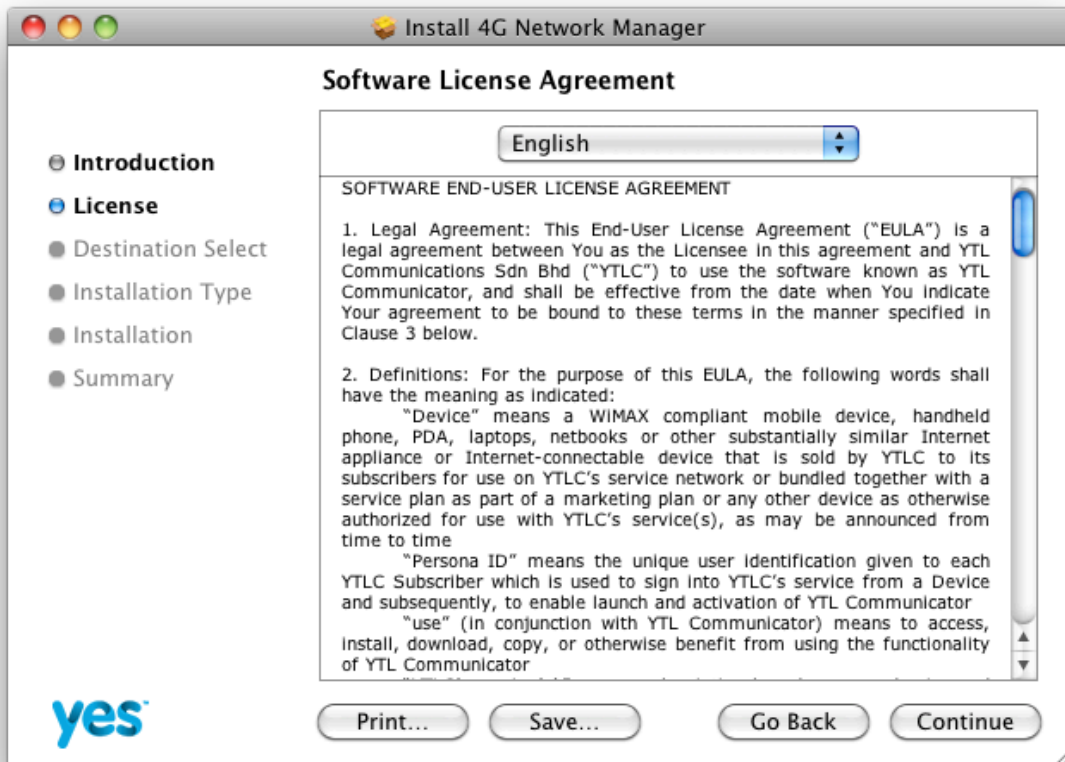 Install 4G Network Manager
Software License Agreement
Introduction
License
Destination Select
Installation Type
Installation
Summary
English
SOFTWARE END-USER LICENSE AGREEMENT
1. Legal Agreement: This End-User License Agreement (“EULA”) is a
legal agreement between You as the Licensee in this agreement and YTL
Communications Sdn Bhd (“YTLC”) to use the software known as YTL
Communicator, and shall be effective from the date when You indicate
Your agreement to be bound to these terms in the manner specified in
Clause 3 below.
2. Definitions: For the purpose of this EULA, the following words shall
have the meaning as indicated:
“Device” means a WiMAX compliant mobile device, handheld
phone, PDA, laptops, netbooks or other substantially similar Internet
appliance or Internet-connectable device that is sold by YTLC to its
subscribers for use on YTLC’s service network or bundled together with a
service plan as part of a marketing plan or any other device as otherwise
authorized for use with YTLC’s service(s), as may be announced from
time to time
“Persona ID” means the unique user identification given to each
YTLC Subscriber which is used to sign into YTLC’s service from a Device
and subsequently, to enable launch and activation of YTL Communicator
“use” (in conjunction with YTL Communicator) means to access,
install, download, copy, or otherwise benefit from using the functionality
of YTL Communicator
yes™
Print...
Save...
Go Back
Continue